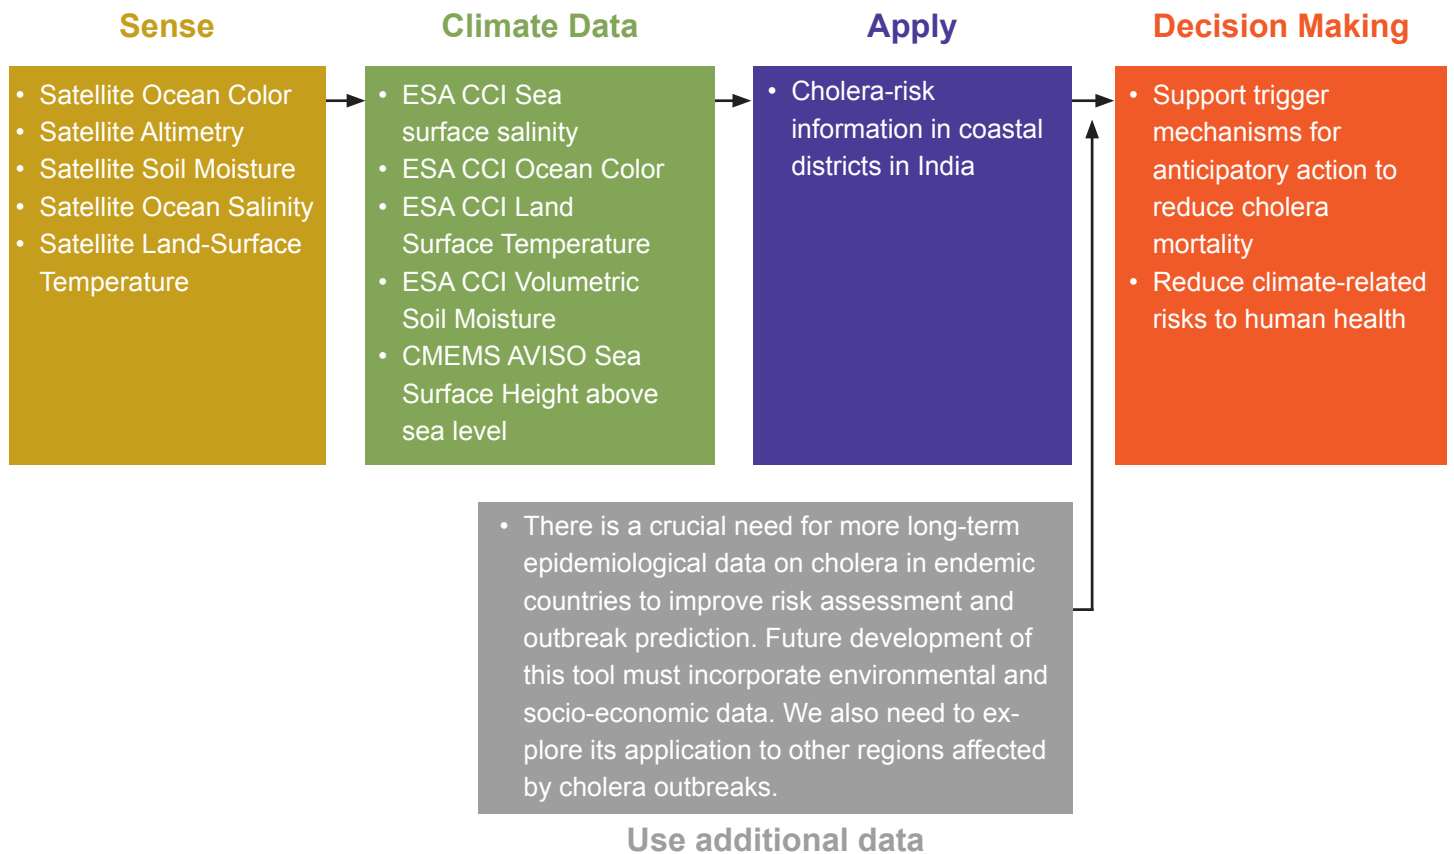 Sense
• Satellite Ocean Color
• Satellite Altimetry
• Satellite Soil Moisture
• Satellite Ocean Salinity
• Satellite Land-Surface
Temperature
Climate Data
• ESA CCI Sea
surface salinity
• ESA CCI Ocean Color
• ESA CCI Land
Surface Temperature
• ESA CCI Volumetric
Soil Moisture
• CMEMS AVISO Sea
Surface Height above
sea level
Apply
• Cholera-risk
information in coastal
districts in India
Decision Making
• Support trigger
mechanisms for
anticipatory action to
reduce cholera
mortality
• Reduce climate-related
risks to human health
• There is a crucial need for more long-term
epidemiological data on cholera in endemic
countries to improve risk assessment and
outbreak prediction. Future development of
this tool must incorporate environmental and
socio-economic data. We also need to ex-
plore its application to other regions affected
by cholera outbreaks.
Use additional data